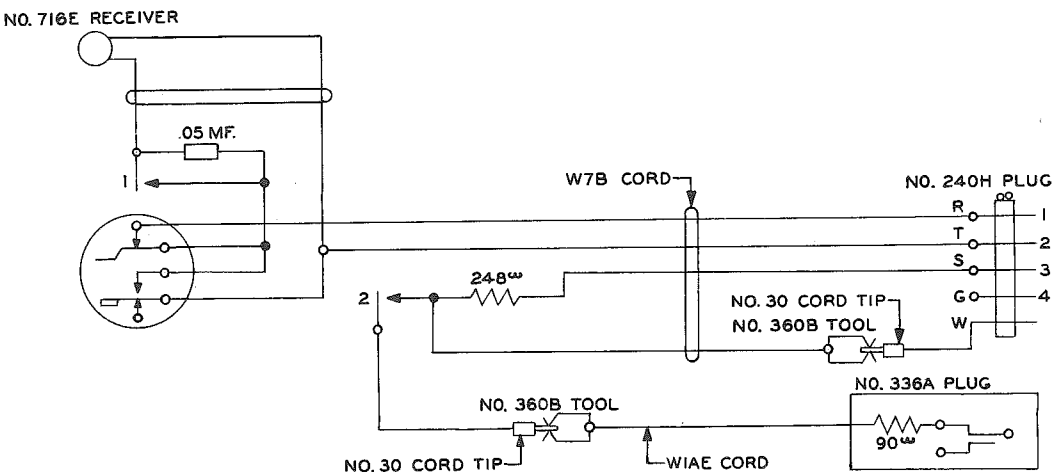 NO. 716E RECEIVER
.05 MF.
1
W7B CORD
NO. 240H PLUG
R 1
T 2
S 3
G 4
W
248ω
2
NO. 30 CORD TIP
NO. 360B TOOL
NO. 336A PLUG
90ω
NO. 360B TOOL
NO. 30 CORD TIP
W1AE CORD